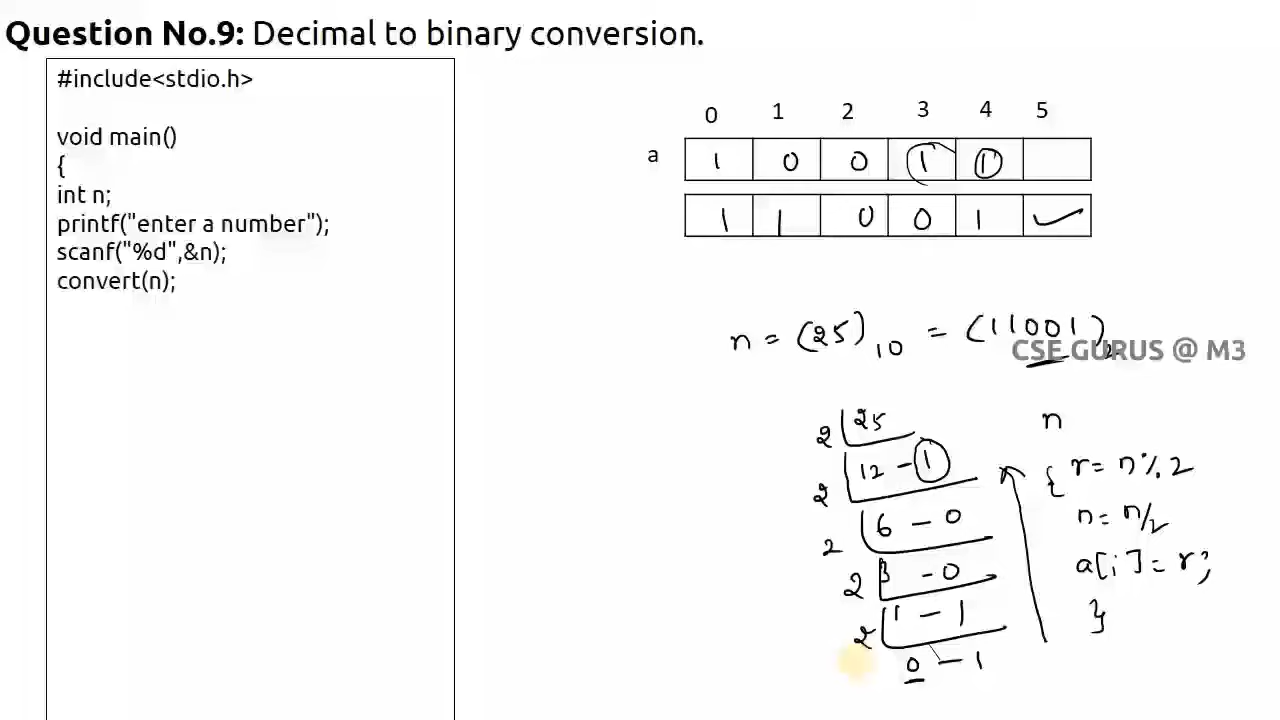 Question No.9: Decimal to binary conversion.
#include<stdio.h>
void main()
{
int n;
printf("enter a number");
scanf("%d",&n);
convert(n);
0 1 2 3 4 5
a 1 0 0 1 1
1 1 0 0 1 ✓
n = (25)10 = (11001)2
CSE GURUS @ M3
2 25
2 12 - 1
2 6 - 0
2 3 - 0
2 1 - 1
0 - 1
n
{ r = n % 2
n = n/2
a[i] = r;
}